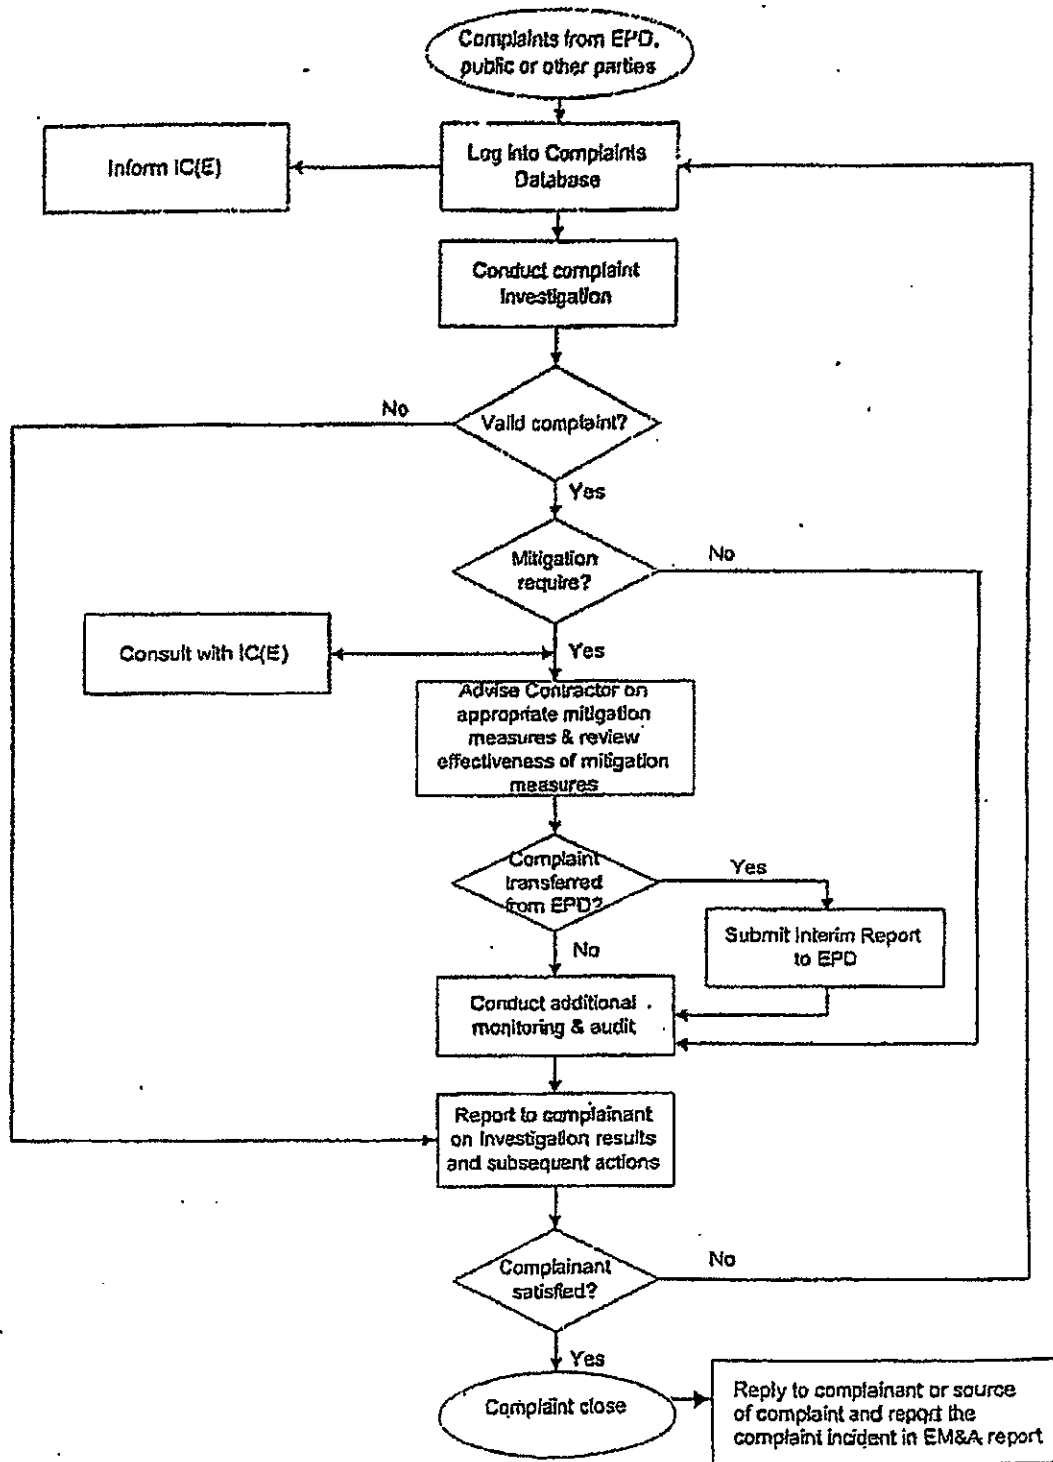 Complaints from EPD,
public or other parties
Inform IC(E)
Log into Complaints
Database
Conduct complaint
Investigation
No
Valid complaint?
Yes
Mitigation
require?
No
Consult with IC(E)
Yes
Advise Contractor on
appropriate mitigation
measures & review
effectiveness of mitigation
measures
Complaint
transferred
from EPD?
Yes
Submit Interim Report
to EPD
No
Conduct additional
monitoring & audit
Report to complainant
on investigation results
and subsequent actions
Complainant
satisfied?
No
Yes
Complaint close
Reply to complainant or source
of complaint and report the
complaint incident in EM&A report